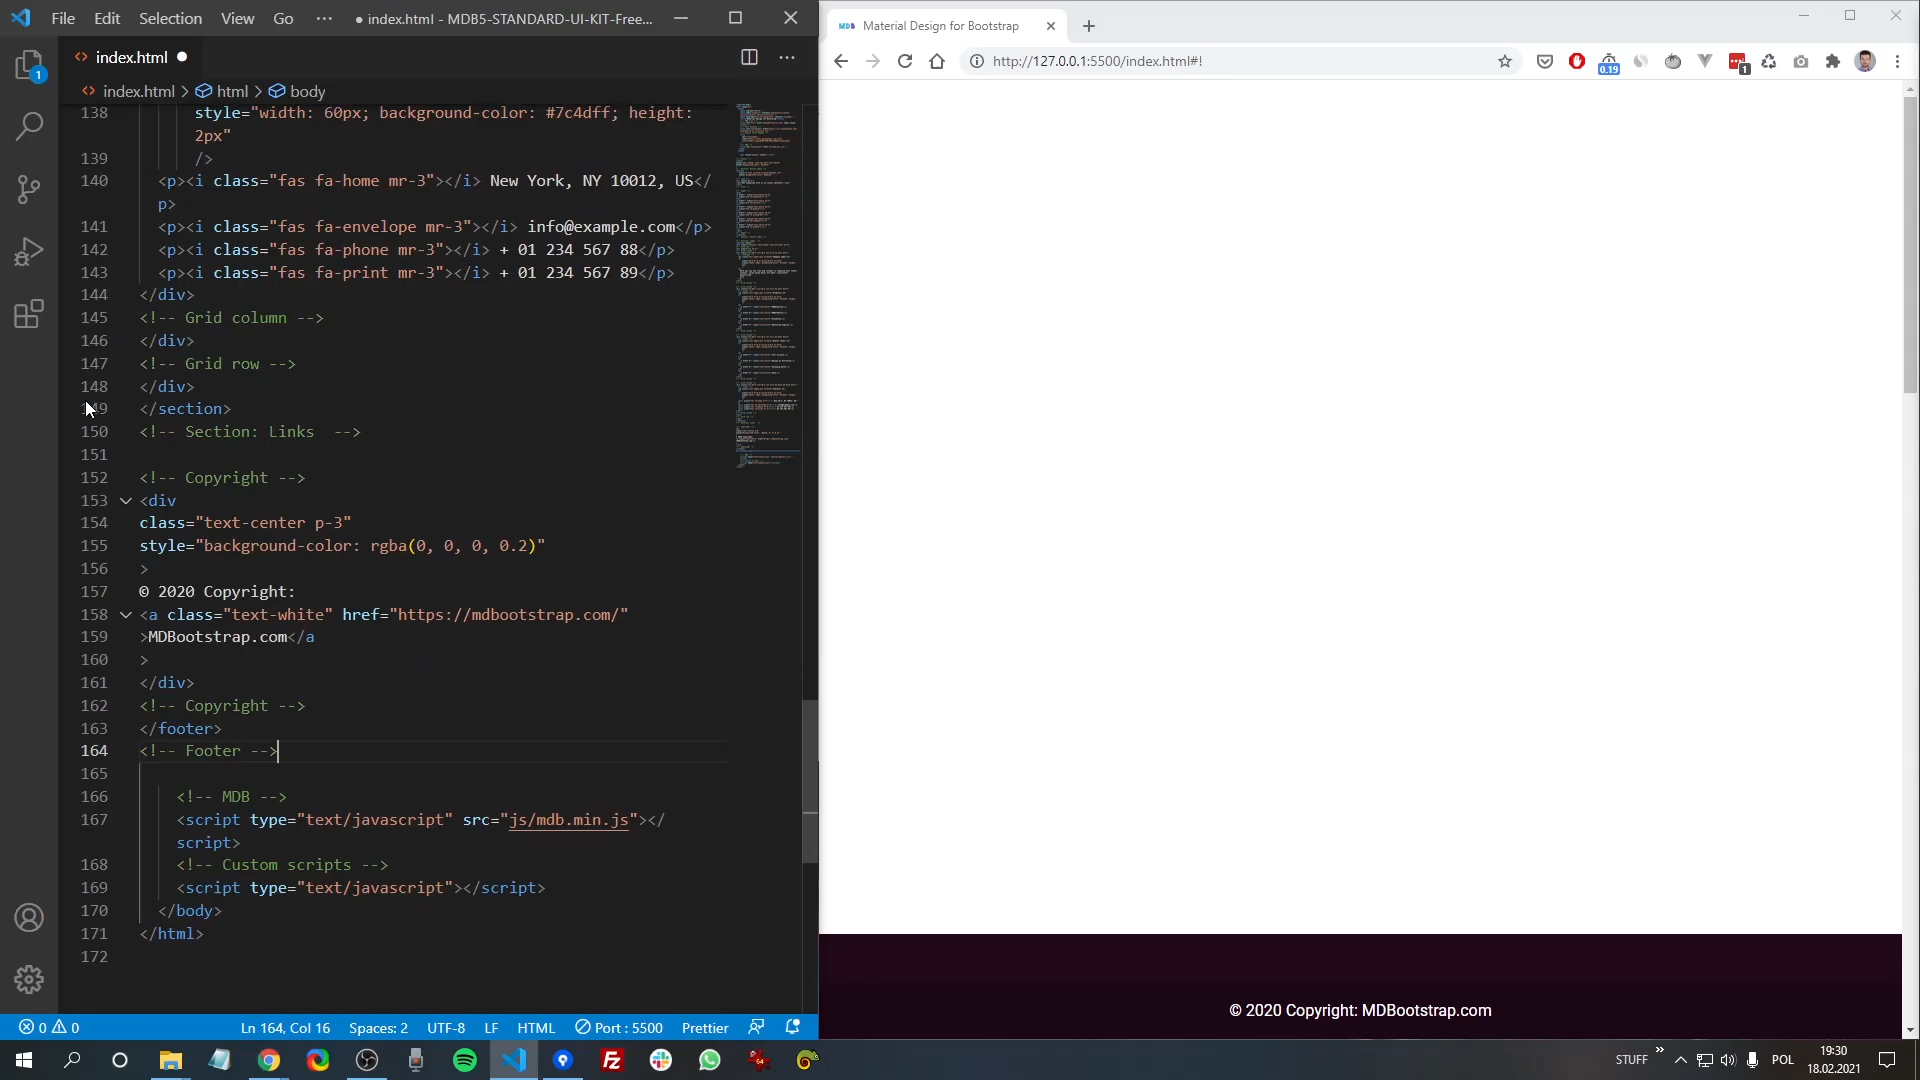 File Edit Selection View Go ··· ● index.html - MDB5-STANDARD-UI-KIT-Free...
index.html ●
index.html > html > body
138 style="width: 60px; background-color: #7c4dff; height:
2px"
139 />
140 <p><i class="fas fa-home mr-3"></i> New York, NY 10012, US</
p>
141 <p><i class="fas fa-envelope mr-3"></i> info@example.com</p>
142 <p><i class="fas fa-phone mr-3"></i> + 01 234 567 88</p>
143 <p><i class="fas fa-print mr-3"></i> + 01 234 567 89</p>
144 </div>
145 <!-- Grid column -->
146 </div>
147 <!-- Grid row -->
148 </div>
149 </section>
150 <!-- Section: Links  -->
151
152 <!-- Copyright -->
153 <div
154 class="text-center p-3"
155 style="background-color: rgba(0, 0, 0, 0.2)"
156 >
157 © 2020 Copyright:
158 <a class="text-white" href="https://mdbootstrap.com/"
159 >MDBootstrap.com</a
160 >
161 </div>
162 <!-- Copyright -->
163 </footer>
164 <!-- Footer -->
165
166 <!-- MDB -->
167 <script type="text/javascript" src="js/mdb.min.js"></
script>
168 <!-- Custom scripts -->
169 <script type="text/javascript"></script>
170 </body>
171 </html>
172
1
0 0 Ln 164, Col 16 Spaces: 2 UTF-8 LF HTML Port : 5500 Prettier
MDB Material Design for Bootstrap
http://127.0.0.1:5500/index.html#!
0.19
1
© 2020 Copyright: MDBootstrap.com
64
STUFF » POL 19:30
18.02.2021